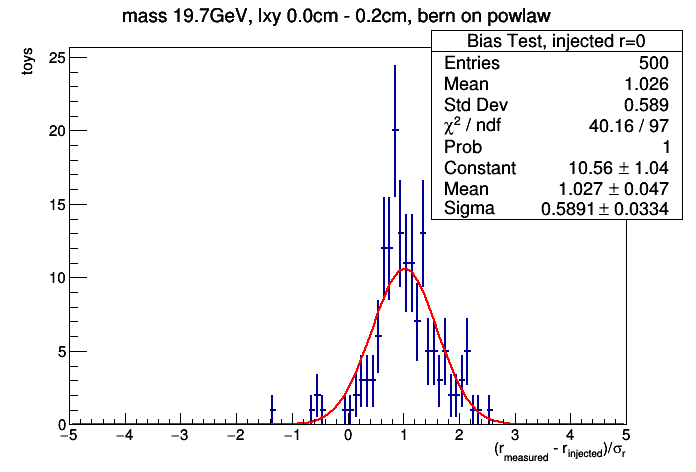 mass 19.7GeV, lxy 0.0cm - 0.2cm, bern on powlaw
Bias Test, injected r=0
Entries 500
Mean 1.026
Std Dev 0.589
χ² / ndf 40.16 / 97
Prob 1
Constant 10.56 ± 1.04
Mean 1.027 ± 0.047
Sigma 0.5891 ± 0.0334
toys
25
20
15
10
5
0
−5 −4 −3 −2 −1 0 1 2 3 4 5
(r_measured - r_injected)/σ_r